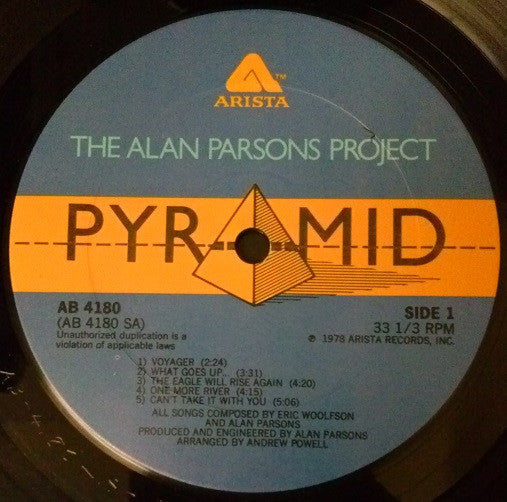 TM
ARISTA
THE ALAN PARSONS PROJECT
PYRAMID
AB 4180
(AB 4180 SA)
Unauthorized duplication is a
violation of applicable laws
SIDE 1
33 1/3 RPM
℗ 1978 ARISTA RECORDS, INC.
1) VOYAGER (2:24)
2) WHAT GOES UP... (3:31)
3) THE EAGLE WILL RISE AGAIN (4:20)
4) ONE MORE RIVER (4:15)
5) CAN'T TAKE IT WITH YOU (5:06)
ALL SONGS COMPOSED BY ERIC WOOLFSON
AND ALAN PARSONS
PRODUCED AND ENGINEERED BY ALAN PARSONS
ARRANGED BY ANDREW POWELL